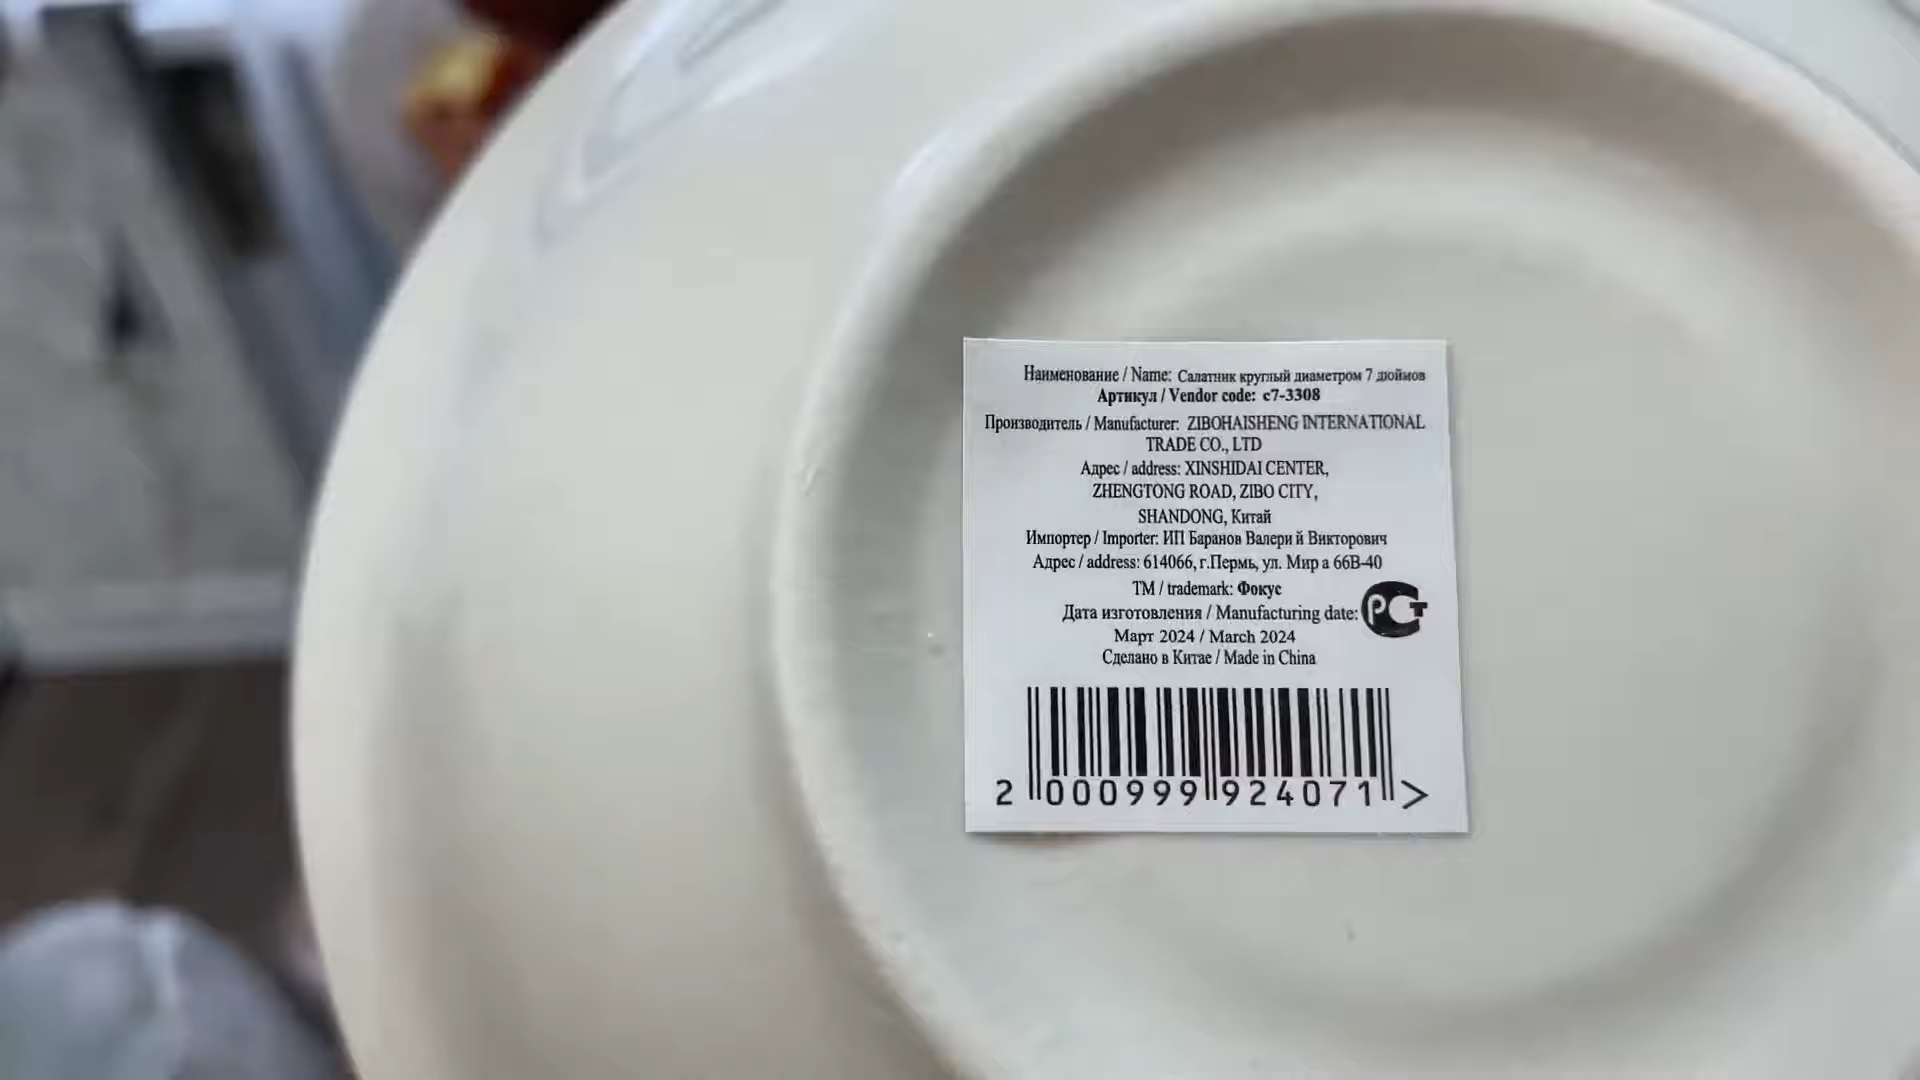 Наименование / Name: Салатник круглый диаметром 7 дюймов
Артикул / Vendor code: с7-3308
Производитель / Manufacturer: ZIBOHAISHENG INTERNATIONAL
TRADE CO., LTD
Адрес / address: XINSHIDAI CENTER,
ZHENGTONG ROAD, ZIBO CITY,
SHANDONG, Китай
Импортер / Importer: ИП Баранов Валери й Викторович
Адрес / address: 614066, г.Пермь, ул. Мир а 66В-40
ТМ / trademark: Фокус
Дата изготовления / Manufacturing date:
РСТ
Март 2024 / March 2024
Сделано в Китае / Made in China
2 000999 924071 >